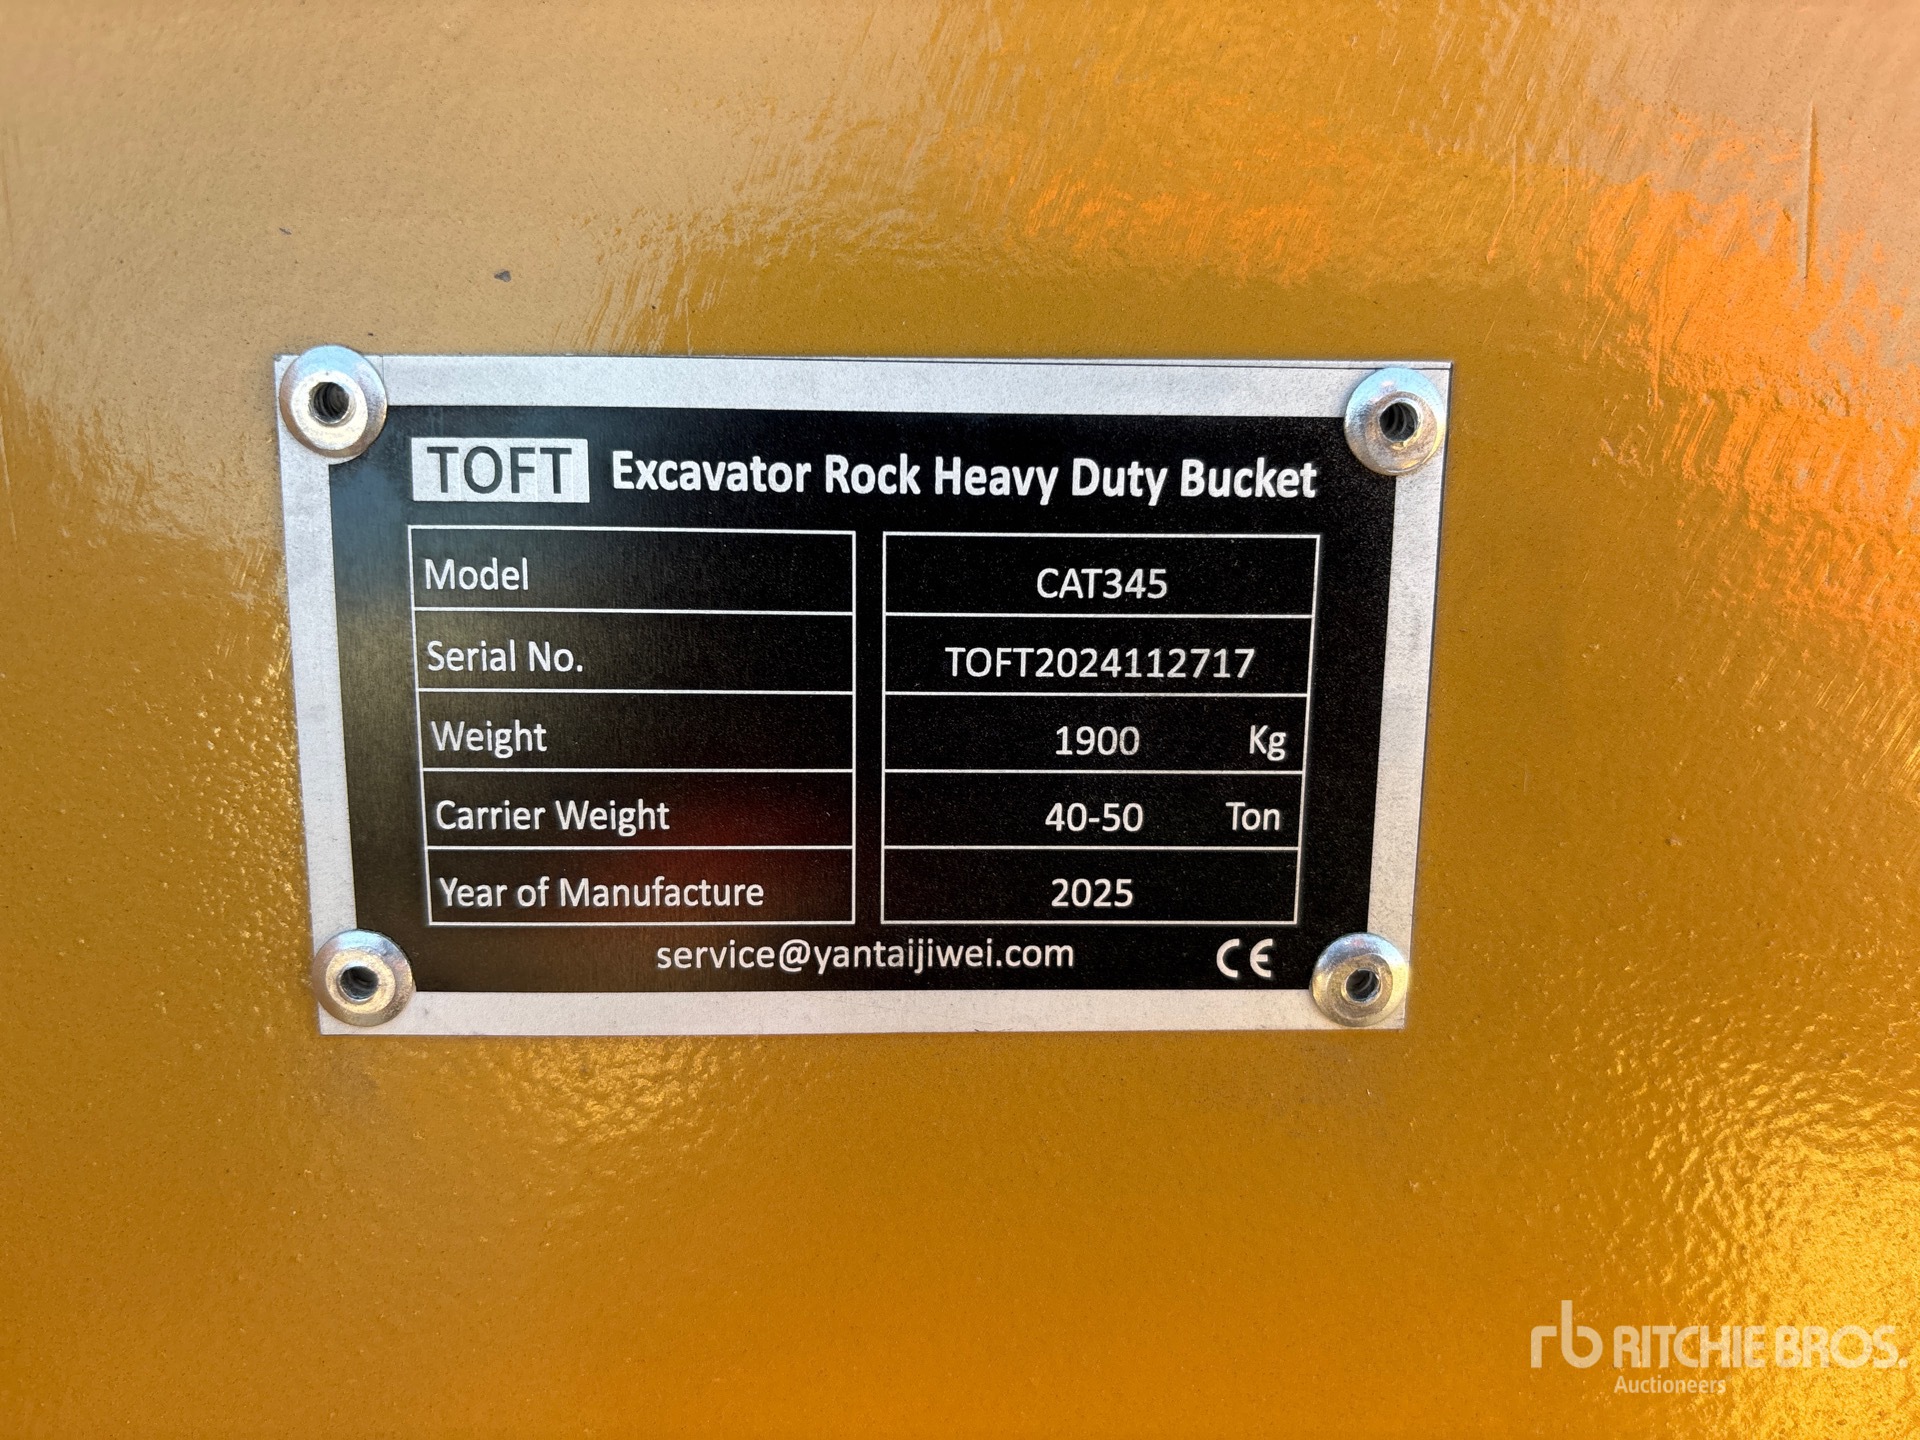 TOFT Excavator Rock Heavy Duty Bucket
Model CAT345
Serial No. TOFT2024112717
Weight 1900 Kg
Carrier Weight 40-50 Ton
Year of Manufacture 2025
service@yantaijiwei.com CE
rb RITCHIE BROS.
Auctioneers